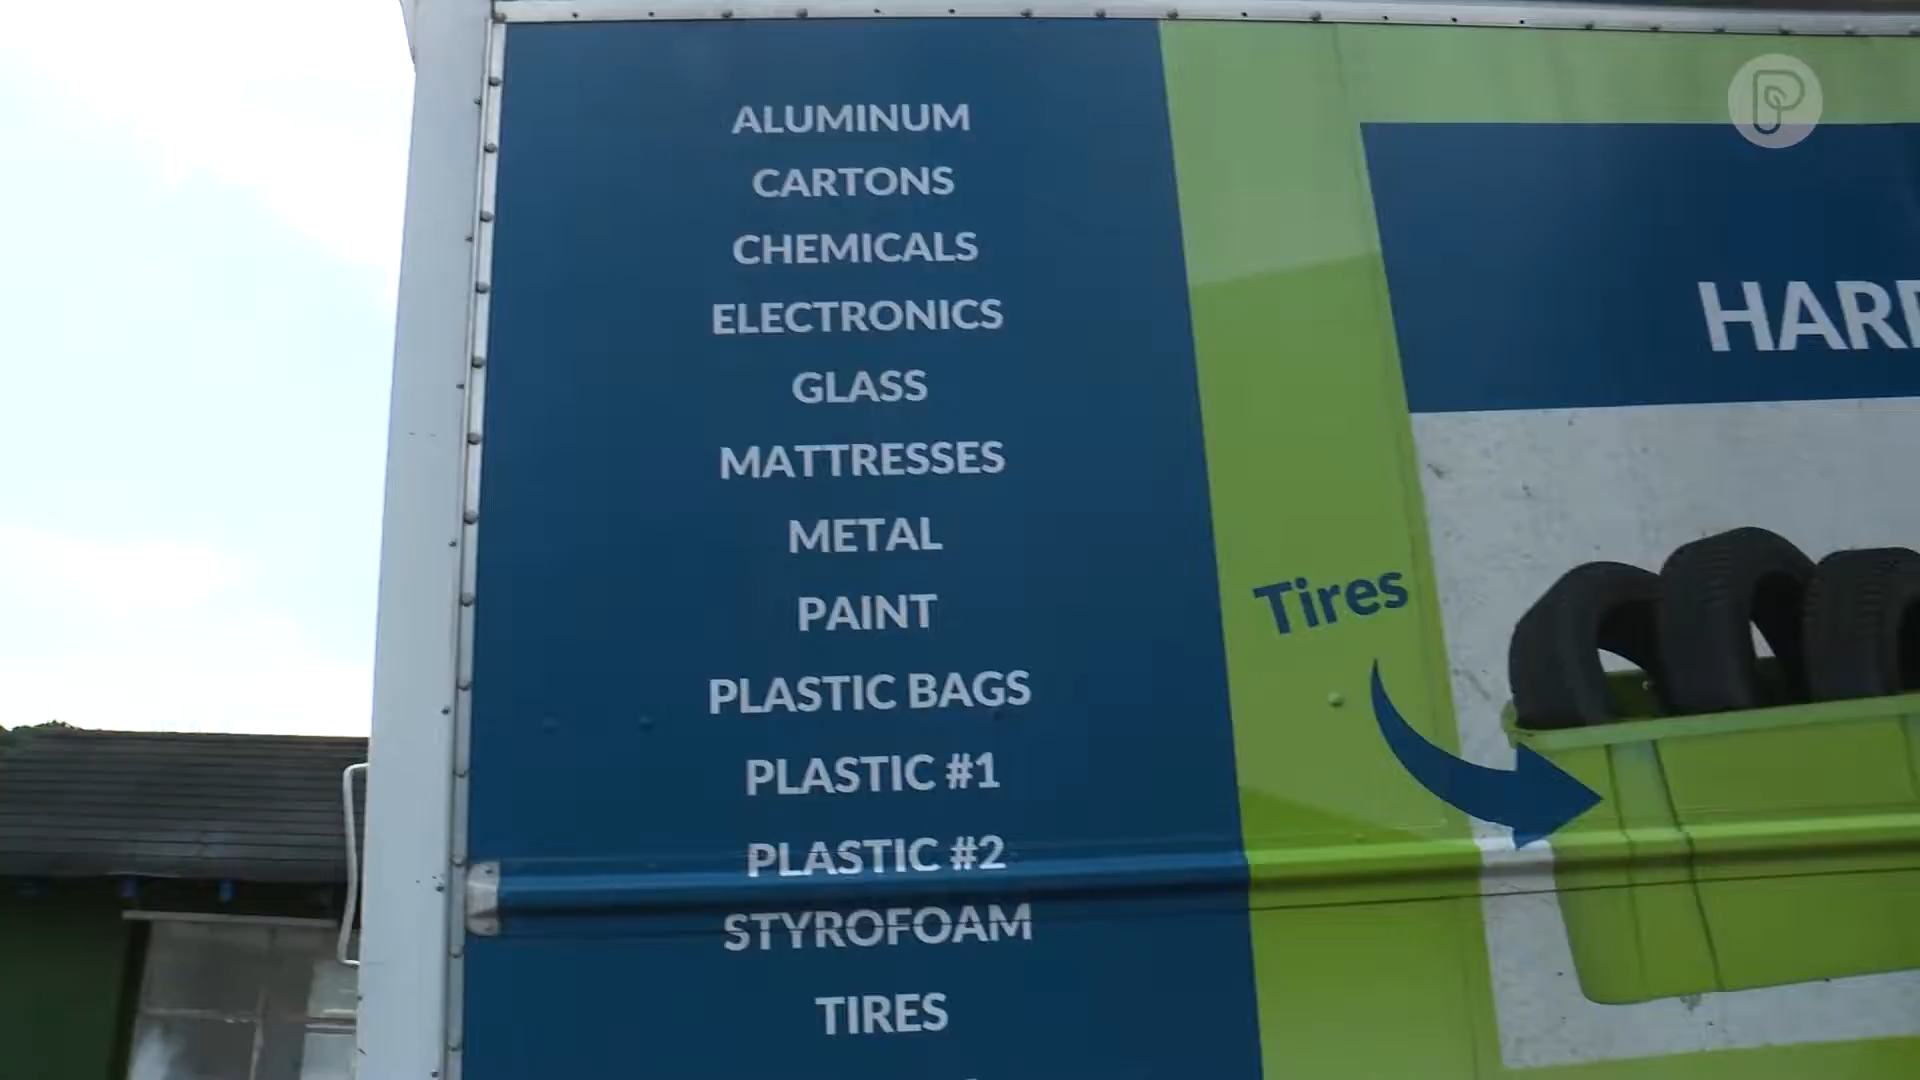 ALUMINUM
CARTONS
CHEMICALS
ELECTRONICS
GLASS
MATTRESSES
METAL
PAINT
PLASTIC BAGS
PLASTIC #1
PLASTIC #2
STYROFOAM
TIRES
Tires